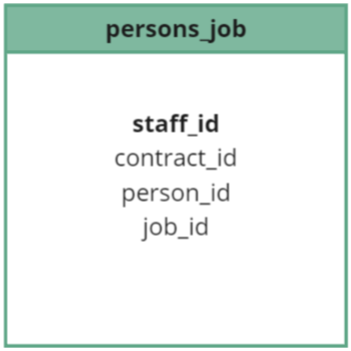 persons_job
staff_id
contract_id
person_id
job_id